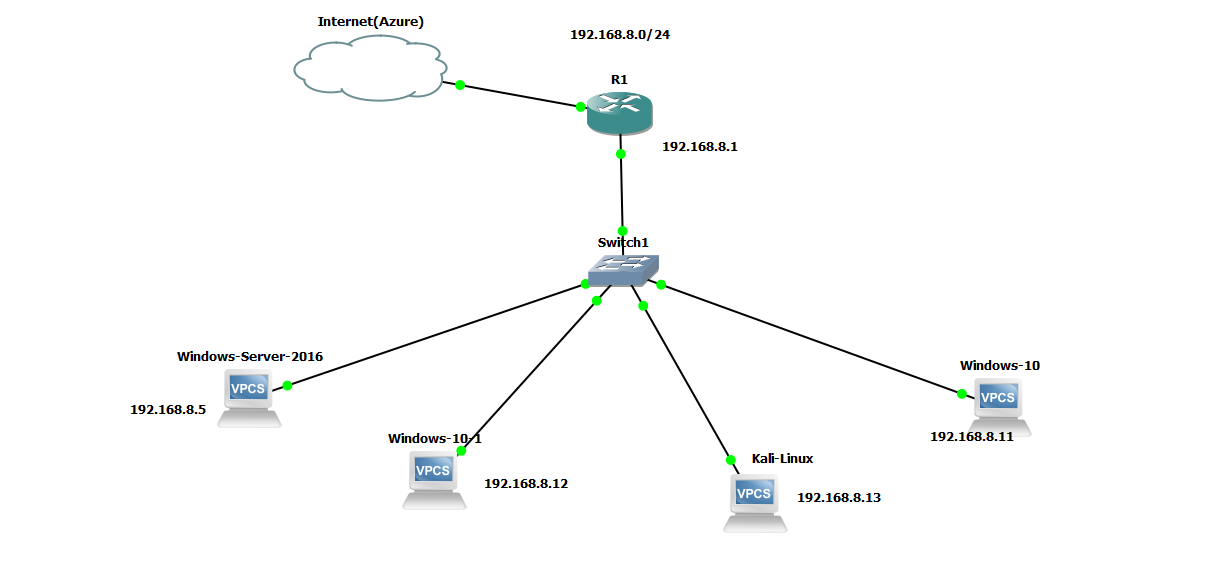 Internet(Azure)
192.168.8.0/24
R1
192.168.8.1
Switch1
Windows-Server-2016
VPCS
192.168.8.5
Windows-10
VPCS
192.168.8.11
Windows-10-1
VPCS
192.168.8.12
Kali-Linux
VPCS
192.168.8.13